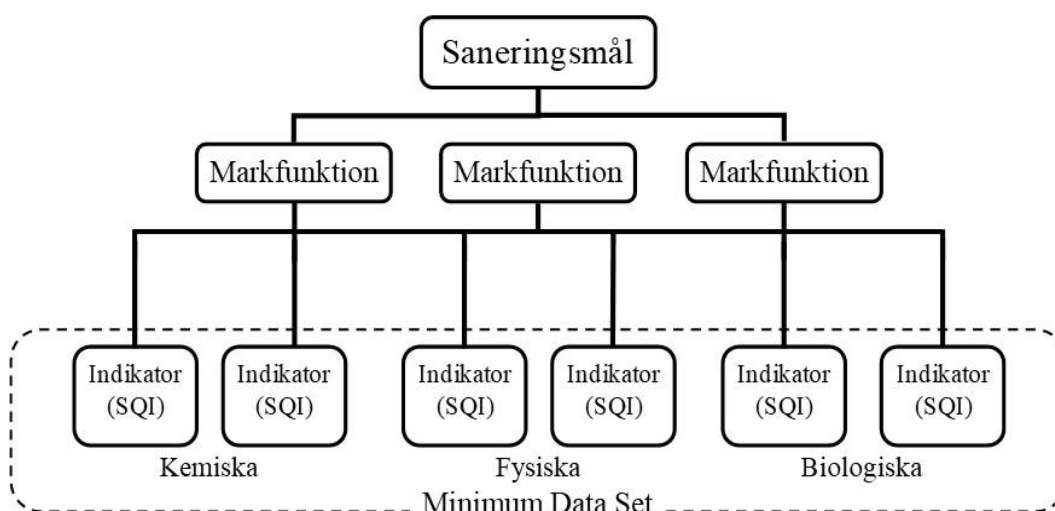 Saneringsmål
Markfunktion
Markfunktion
Markfunktion
Indikator
(SQI)
Indikator
(SQI)
Indikator
(SQI)
Indikator
(SQI)
Indikator
(SQI)
Indikator
(SQI)
Kemiska
Fysiska
Biologiska
Minimum Data Set